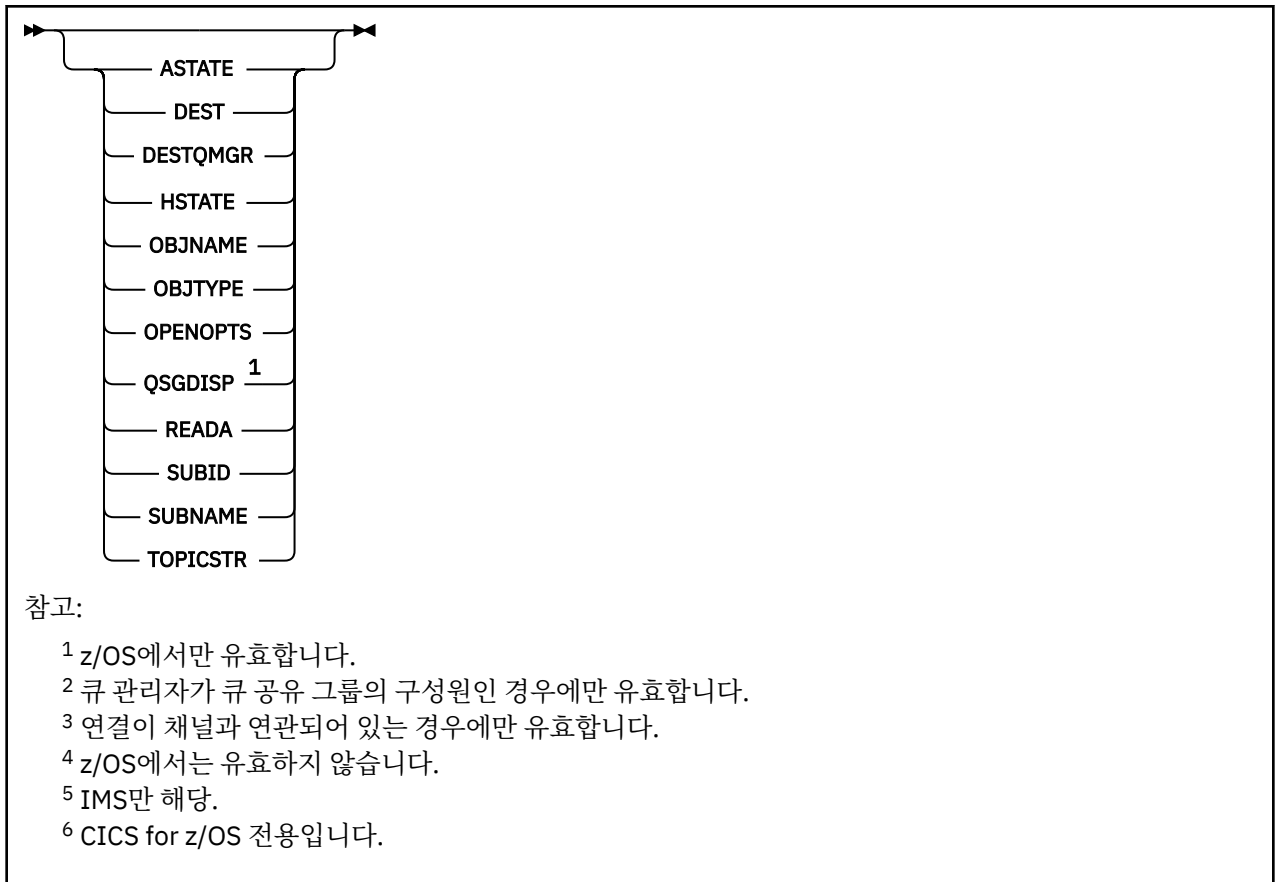 ASTATE
DEST
DESTQMGR
HSTATE
OBJNAME
OBJTYPE
OPENOPTS
QSGDISP 1
READA
SUBID
SUBNAME
TOPICSTR
참고:
1 z/OS에서만 유효합니다.
2 큐 관리자가 큐 공유 그룹의 구성원인 경우에만 유효합니다.
3 연결이 채널과 연관되어 있는 경우에만 유효합니다.
4 z/OS에서는 유효하지 않습니다.
5 IMS만 해당.
6 CICS for z/OS 전용입니다.